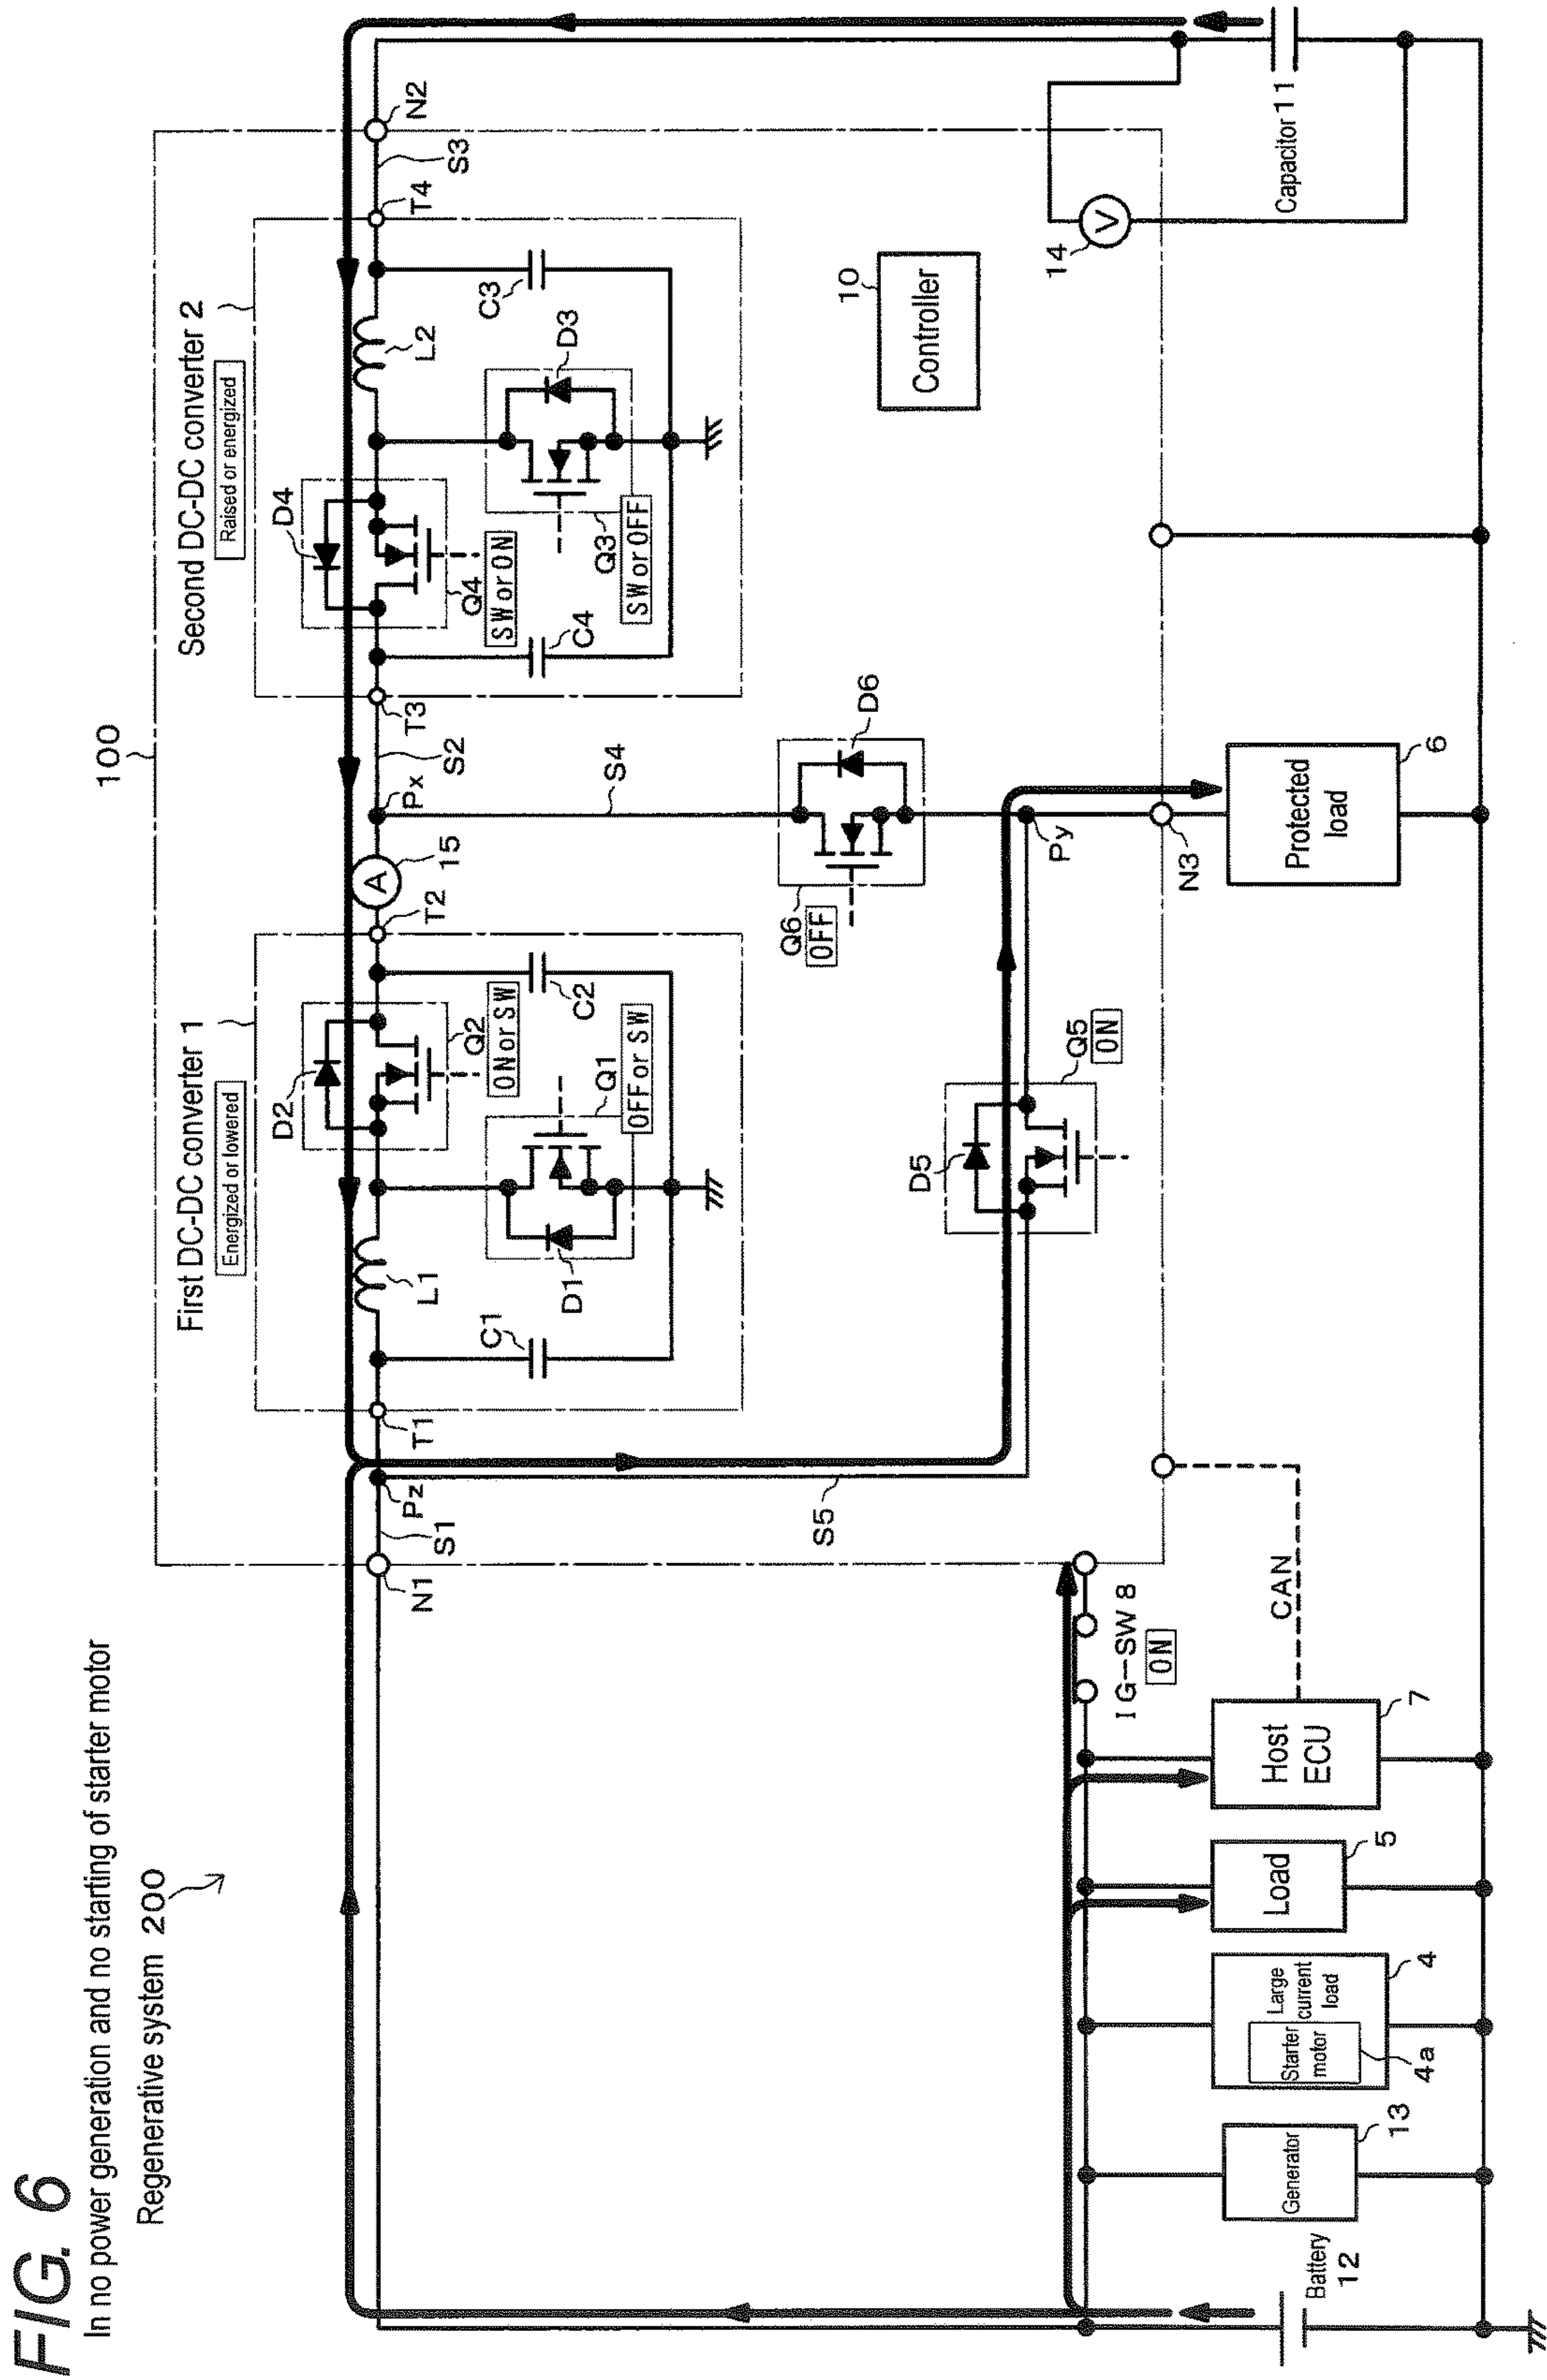 FIG. 6
In no power generation and no starting of starter motor
Regenerative system 200
100
First DC-DC converter 1
Energized or lowered
Second DC-DC converter 2
Raised or energized
D2
D4
N1
S1
Pz
T1
L1
Q2
ON or SW
T2
15
A
Px
S2
T3
Q4
SW or ON
L2
T4
S3
N2
C1
D1
Q1
OFF or SW
C2
C4
Q3
SW or OFF
D3
C3
S4
S5
Q6
OFF
D6
10
Controller
D5
Q5
ON
Py
14
V
IG-SW 8
ON
CAN
N3
Battery
12
Generator
13
Large
current
load
Starter
motor
4
4a
Load
5
Host
ECU
7
Protected
load
6
Capacitor 11